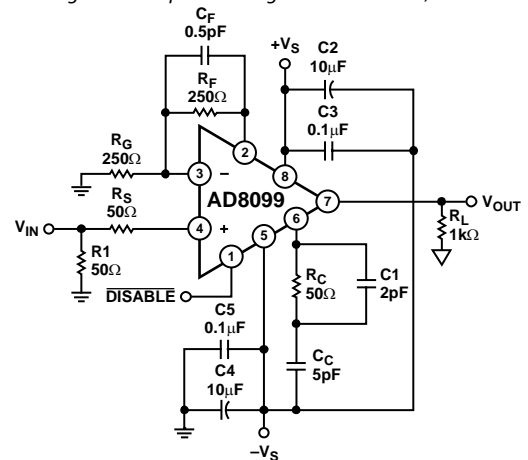 C_F
0.5pF
R_F
250Ω
R_G
250Ω
+V_S
C2
10μF
C3
0.1μF
2
3
–
8
AD8099
7
V_OUT
R_S
50Ω
V_IN
4
+
6
5
1
R_L
1kΩ
R1
50Ω
DISABLE
R_C
50Ω
C1
2pF
C5
0.1μF
C4
10μF
C_C
5pF
–V_S